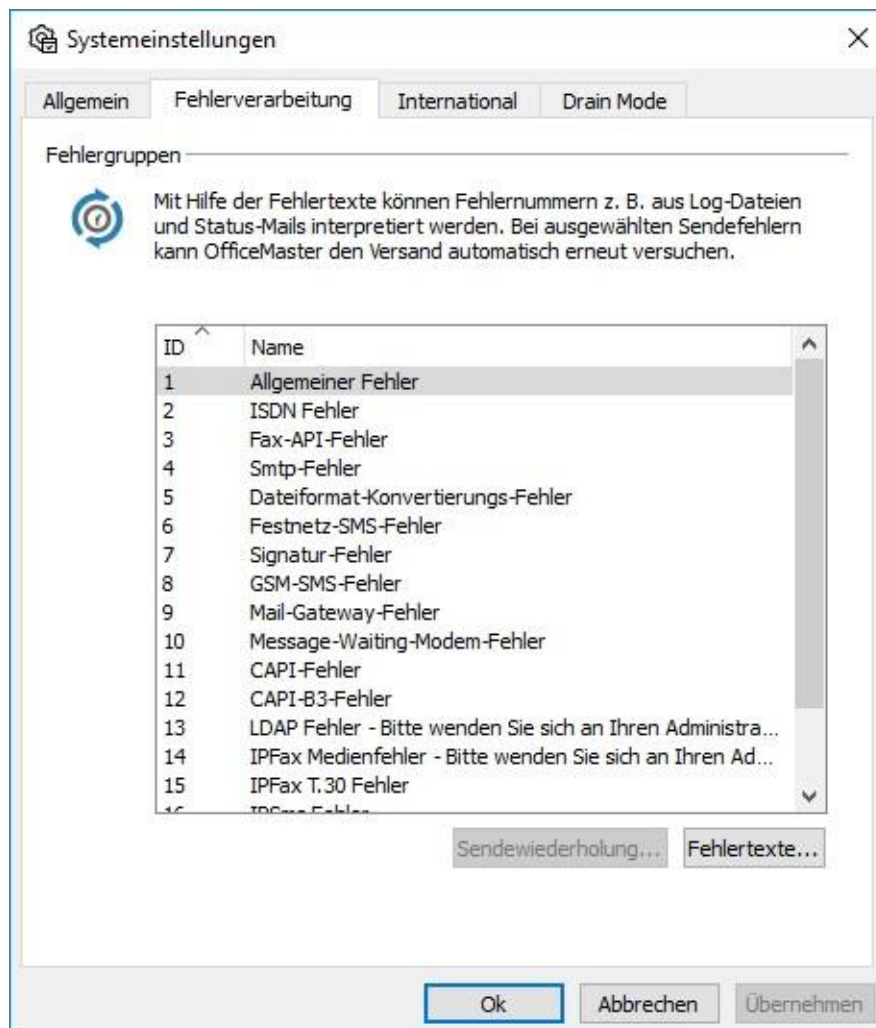 Systemeinstellungen
Allgemein Fehlerverarbeitung International Drain Mode
Fehlergruppen
Mit Hilfe der Fehlertexte können Fehlernummern z. B. aus Log-Dateien
und Status-Mails interpretiert werden. Bei ausgewählten Sendefehlern
kann OfficeMaster den Versand automatisch erneut versuchen.
ID Name
1 Allgemeiner Fehler
2 ISDN Fehler
3 Fax-API-Fehler
4 Smtp-Fehler
5 Dateiformat-Konvertierungs-Fehler
6 Festnetz-SMS-Fehler
7 Signatur-Fehler
8 GSM-SMS-Fehler
9 Mail-Gateway-Fehler
10 Message-Waiting-Modem-Fehler
11 CAPI-Fehler
12 CAPI-B3-Fehler
13 LDAP Fehler - Bitte wenden Sie sich an Ihren Administra...
14 IPFax Medienfehler - Bitte wenden Sie sich an Ihren Ad...
15 IPFax T.30 Fehler
Sendewiederholung... Fehlertexte...
Ok Abbrechen Übernehmen